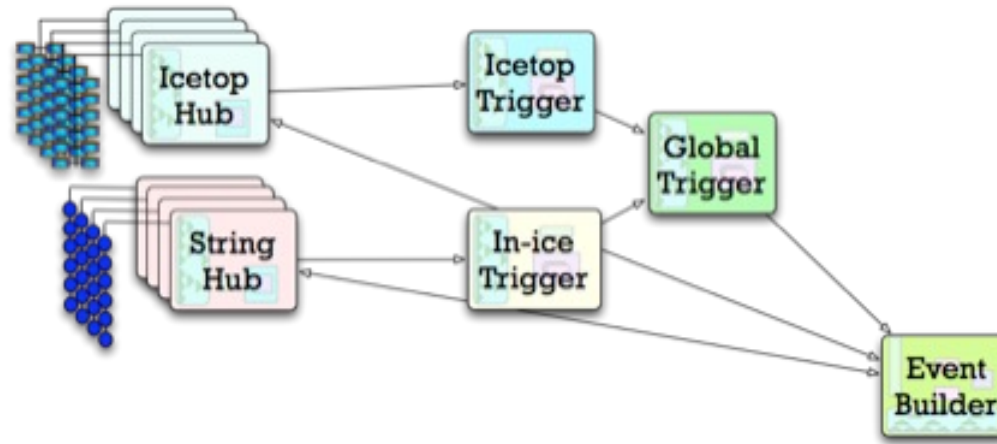 Icetop
Hub
Icetop
Trigger
Global
Trigger
String
Hub
In-ice
Trigger
Event
Builder